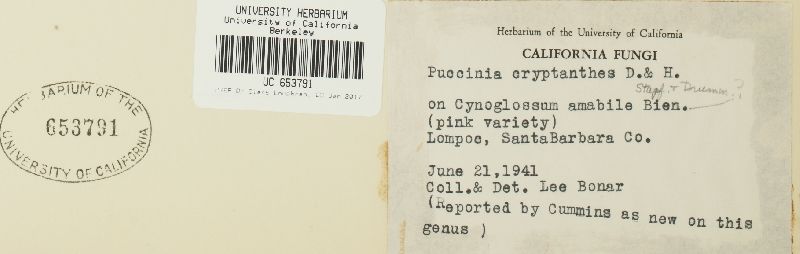 UNIVERSITY HERBARIUM
University of California
Berkeley
UC 653791
HERBARIUM OF THE
653791
UNIVERSITY OF CALIFORNIA
Herbarium of the University of California
CALIFORNIA FUNGI
Puccinia cryptanthes D.& H.
Stapf. & Drumm. ?
on Cynoglossum amabile Bien.
(pink variety)
Lompoc, SantaBarbara Co.
June 21,1941
Coll.& Det. Lee Bonar
(Reported by Cummins as new on this
genus )